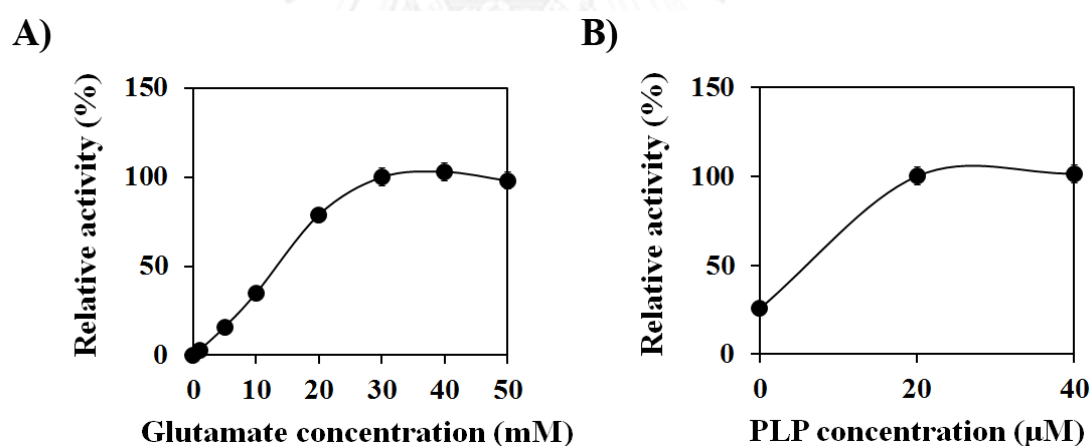 A)
Relative activity (%)
150
100
50
0
0 10 20 30 40 50
Glutamate concentration (mM)
B)
Relative activity (%)
150
100
50
0
0 20 40
PLP concentration (µM)